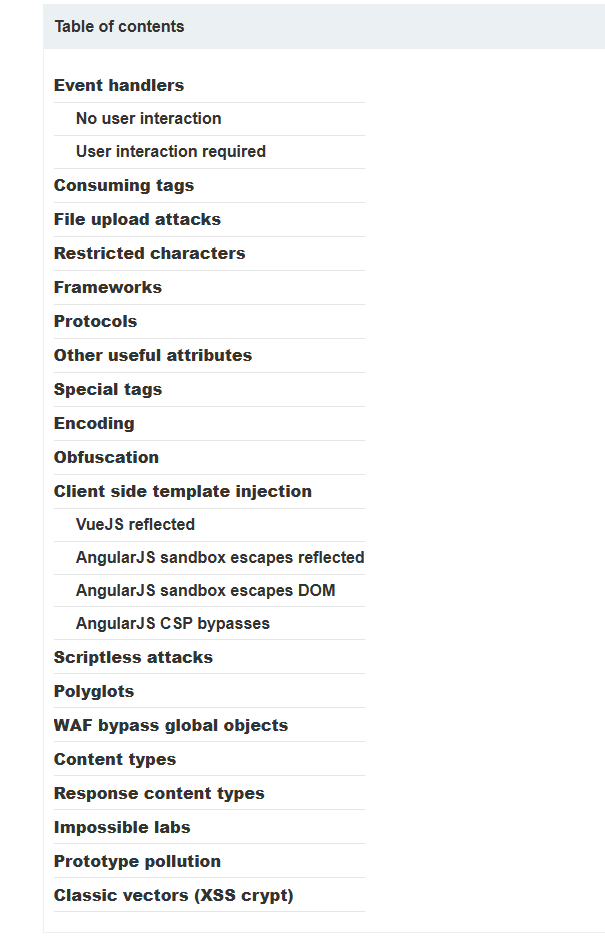 Table of contents
Event handlers
No user interaction
User interaction required
Consuming tags
File upload attacks
Restricted characters
Frameworks
Protocols
Other useful attributes
Special tags
Encoding
Obfuscation
Client side template injection
VueJS reflected
AngularJS sandbox escapes reflected
AngularJS sandbox escapes DOM
AngularJS CSP bypasses
Scriptless attacks
Polyglots
WAF bypass global objects
Content types
Response content types
Impossible labs
Prototype pollution
Classic vectors (XSS crypt)